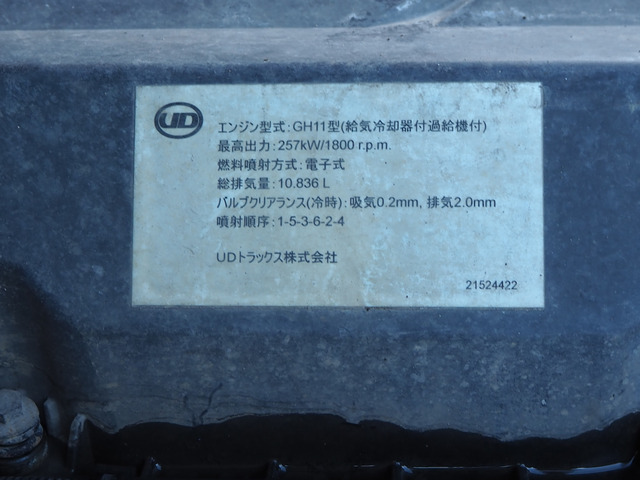 UD
エンジン型式:GH11型(給気冷却器付過給機付)
最高出力:257kW/1800 r.p.m.
燃料噴射方式:電子式
総排気量:10.836 L
バルブクリアランス(冷時):吸気0.2mm, 排気2.0mm
噴射順序:1-5-3-6-2-4
UDトラックス株式会社
21524422